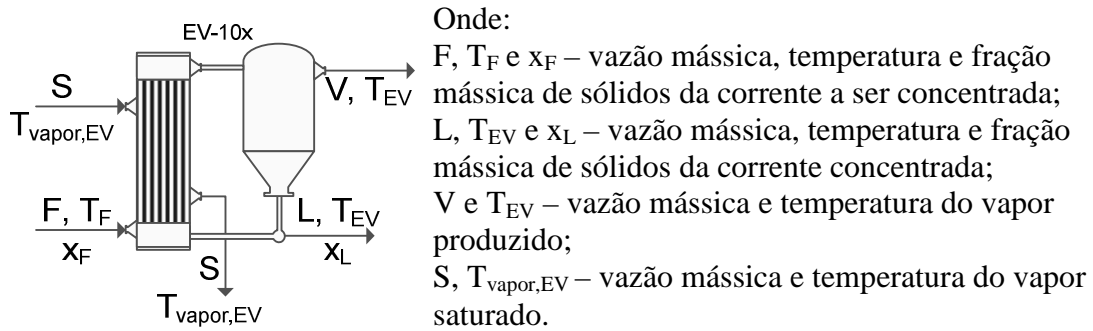 EV-10x
S
T_vapor,EV
V, T_EV
F, T_F
x_F
L, T_EV
x_L
S
T_vapor,EV
Onde:
F, T_F e x_F – vazão mássica, temperatura e fração
mássica de sólidos da corrente a ser concentrada;
L, T_EV e x_L – vazão mássica, temperatura e fração
mássica de sólidos da corrente concentrada;
V e T_EV – vazão mássica e temperatura do vapor
produzido;
S, T_vapor,EV – vazão mássica e temperatura do vapor
saturado.